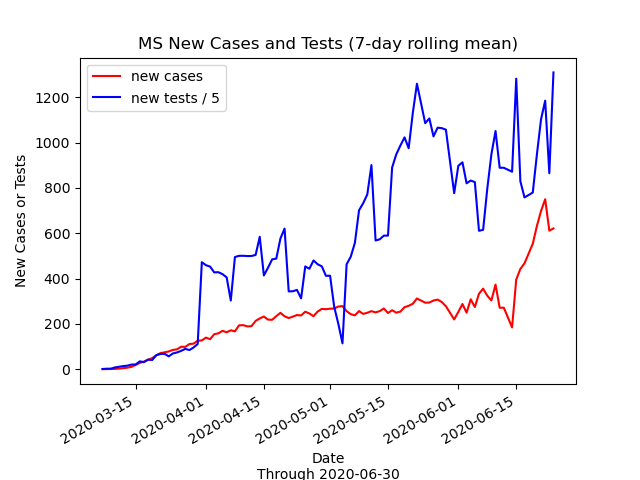 MS New Cases and Tests (7-day rolling mean)
new cases
new tests / 5
New Cases or Tests
1200
1000
800
600
400
200
0
2020-03-15
2020-04-01
2020-04-15
2020-05-01
2020-05-15
2020-06-01
2020-06-15
Date
Through 2020-06-30